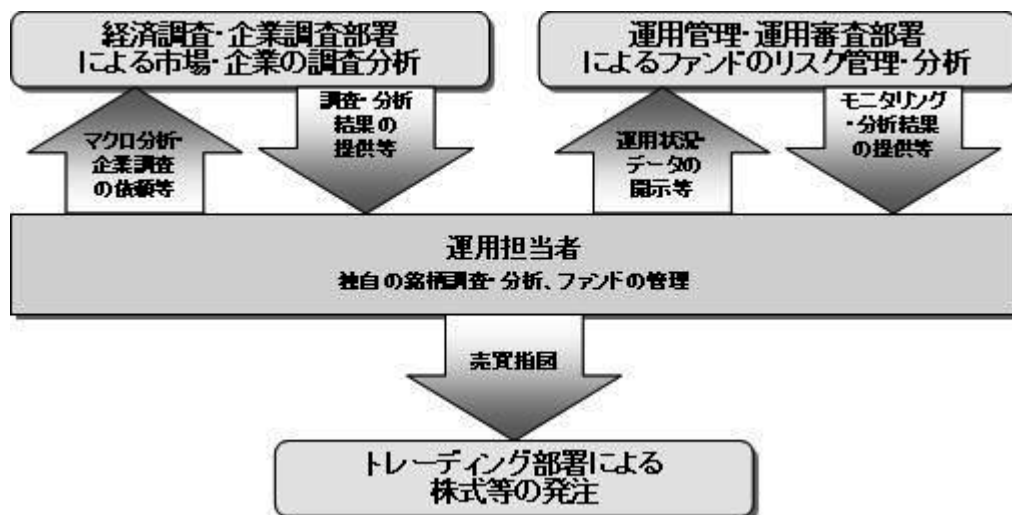 経済調査・企業調査部署
による市場・企業の調査分析
運用管理・運用審査部署
によるファンドのリスク管理・分析
マクロ分析・
企業調査
の依頼等
調査・分析
結果の
提供等
運用状況・
データの
開示等
モニタリング
・分析結果
の提供等
運用担当者
独自の銘柄調査・分析、ファンドの管理
売買指図
トレーディング部署による
株式等の発注